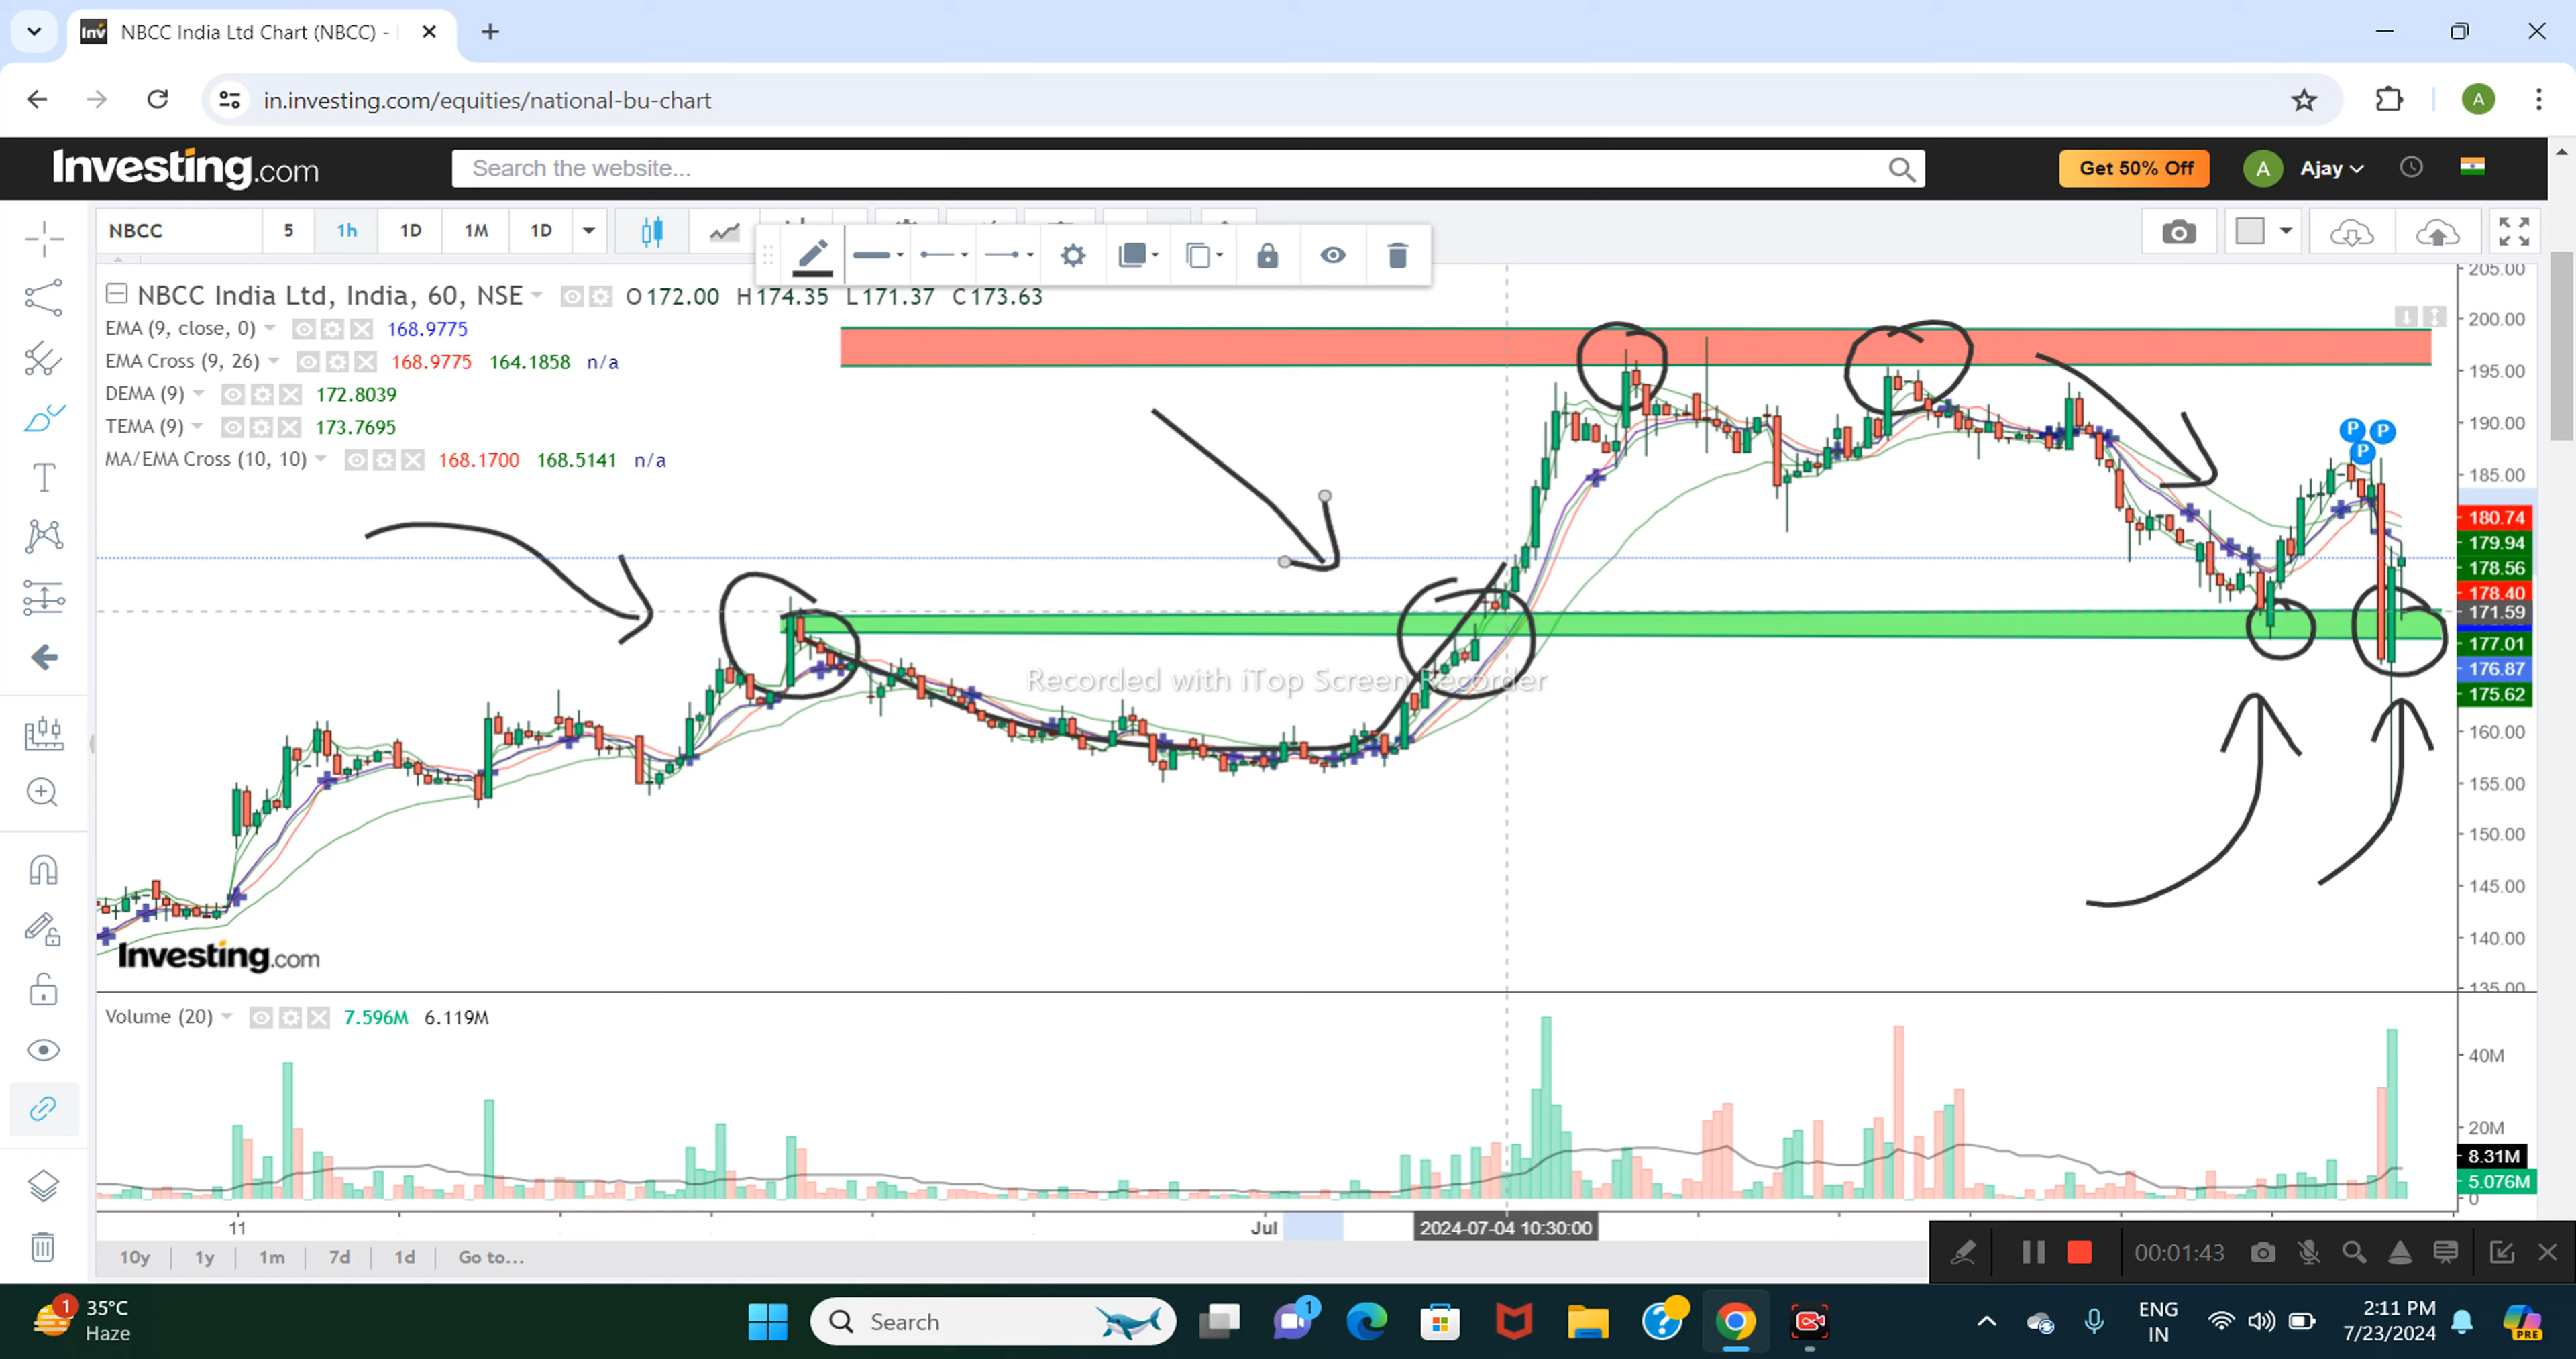 NBCC India Ltd Chart (NBCC) -
in.investing.com/equities/national-bu-chart
A
Investing.com
Search the website...
Get 50% Off
A
Ajay
NBCC 5 1h 1D 1M 1D
NBCC India Ltd, India, 60, NSE O172.00 H174.35 L171.37 C173.63
EMA (9, close, 0) 168.9775
EMA Cross (9, 26) 168.9775 164.1858 n/a
DEMA (9) 172.8039
TEMA (9) 173.7695
MA/EMA Cross (10, 10) 168.1700 168.5141 n/a
P P
P
205.00
200.00
195.00
190.00
185.00
180.74
179.94
178.56
178.40
171.59
177.01
176.87
175.62
160.00
155.00
150.00
145.00
140.00
135.00
Recorded with iTop Screen Recorder
Investing.com
Volume (20) 7.596M 6.119M
40M
20M
8.31M
5.076M
0
11 Jul 2024-07-04 10:30:00
10y 1y 1m 7d 1d Go to...
00:01:43
1
35°C
Haze
Search
1
ENG
IN
2:11 PM
7/23/2024
PRE